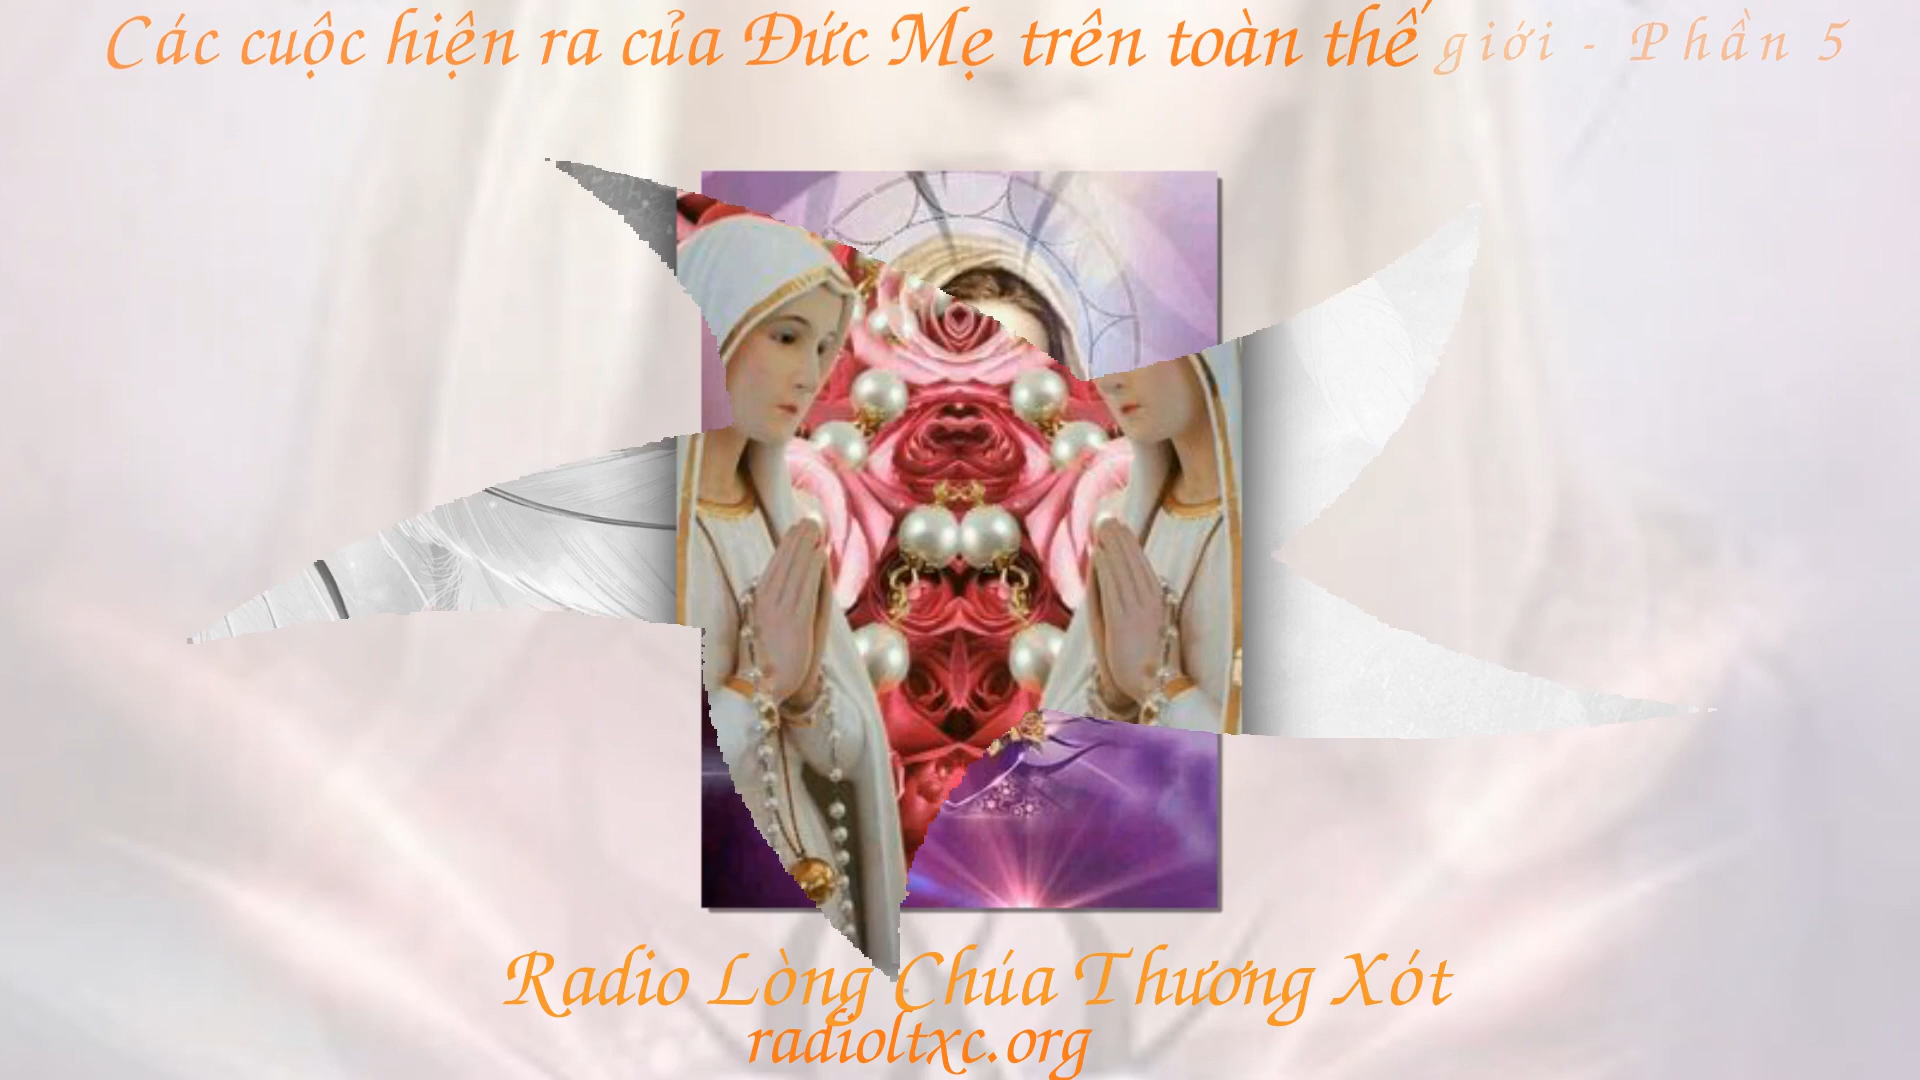 Các cuộc hiện ra của Đức Mẹ trên toàn thế giới - Phần 5
Radio Lòng Chúa Thương Xót
radioltxc.org